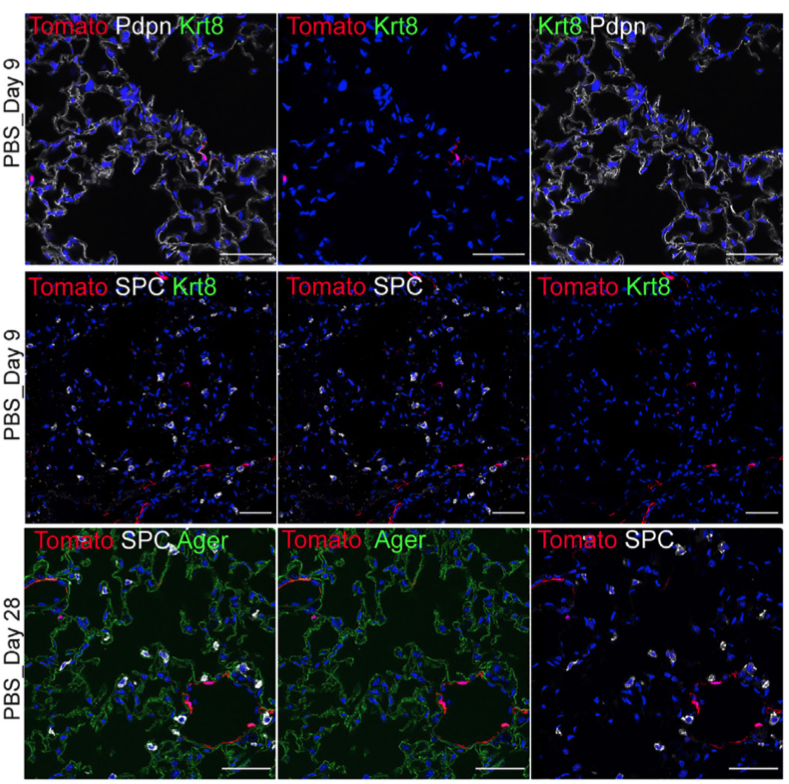 PBS_Day 9
Tomato Pdpn Krt8
Tomato Krt8
Krt8 Pdpn
PBS_Day 9
Tomato SPC Krt8
Tomato SPC
Tomato Krt8
PBS_Day 28
Tomato SPC Ager
Tomato Ager
Tomato SPC